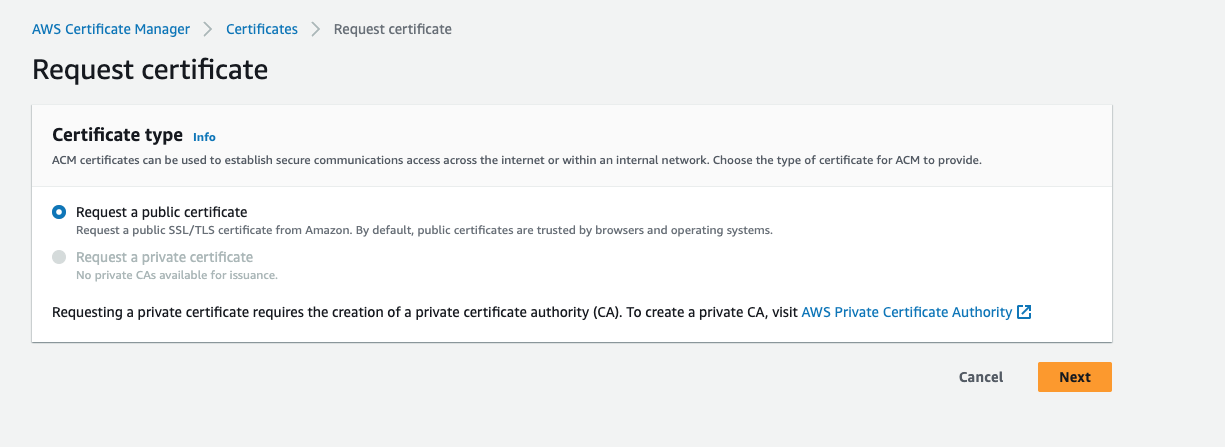 AWS Certificate Manager > Certificates > Request certificate
Request certificate
Certificate type Info
ACM certificates can be used to establish secure communications access across the internet or within an internal network. Choose the type of certificate for ACM to provide.
Request a public certificate
Request a public SSL/TLS certificate from Amazon. By default, public certificates are trusted by browsers and operating systems.
Request a private certificate
No private CAs available for issuance.
Requesting a private certificate requires the creation of a private certificate authority (CA). To create a private CA, visit AWS Private Certificate Authority
Cancel Next